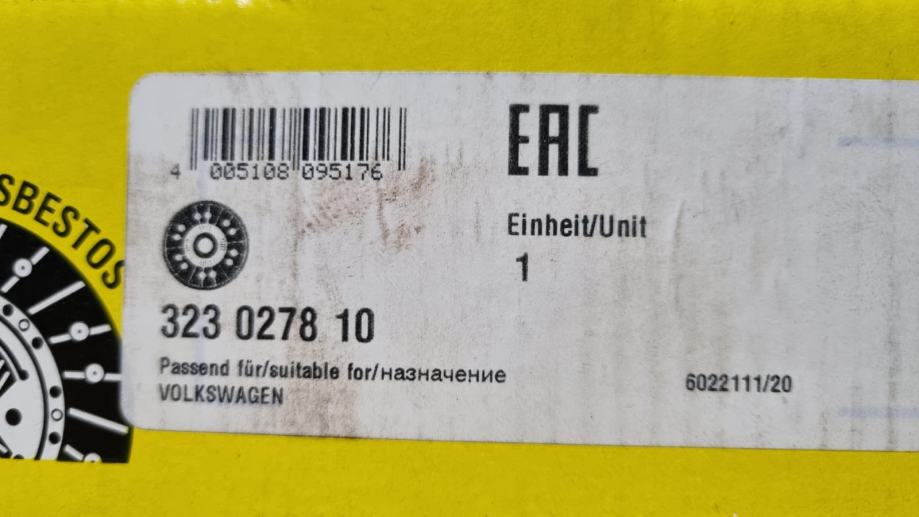 EAC
4 005108 095176
Einheit/Unit
1
SBESTOS
323 0278 10
Passend für/suitable for/назначение
VOLKSWAGEN
6022111/20